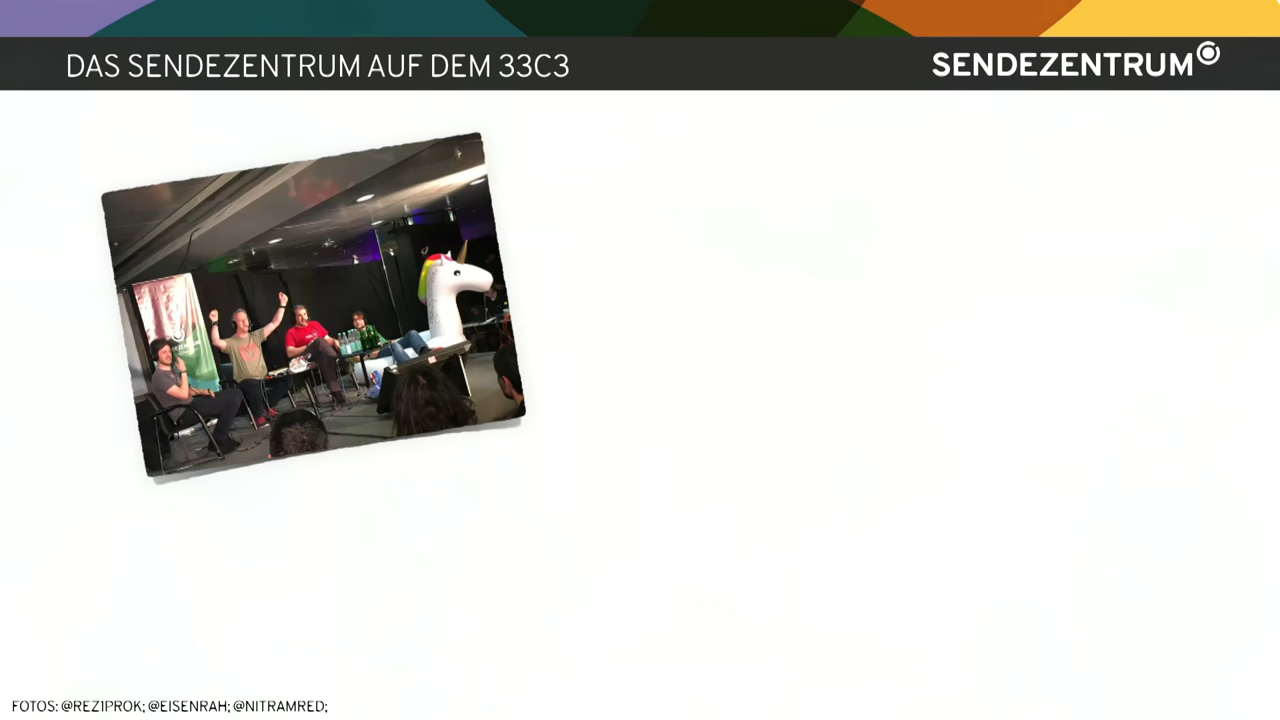 DAS SENDEZENTRUM AUF DEM 33C3
SENDEZENTRUM
FOTOS: @REZIPROK; @EISENRAH; @NITRAMRED;